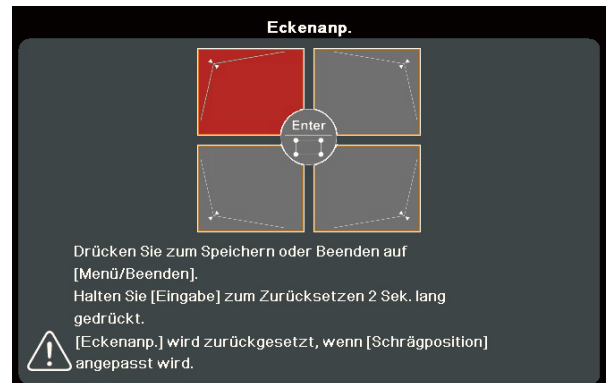 Eckenanp.
Enter
Drücken Sie zum Speichern oder Beenden auf
[Menü/Beenden].
Halten Sie [Eingabe] zum Zurücksetzen 2 Sek. lang
gedrückt.
[Eckenanp.] wird zurückgesetzt, wenn [Schrägposition]
angepasst wird.